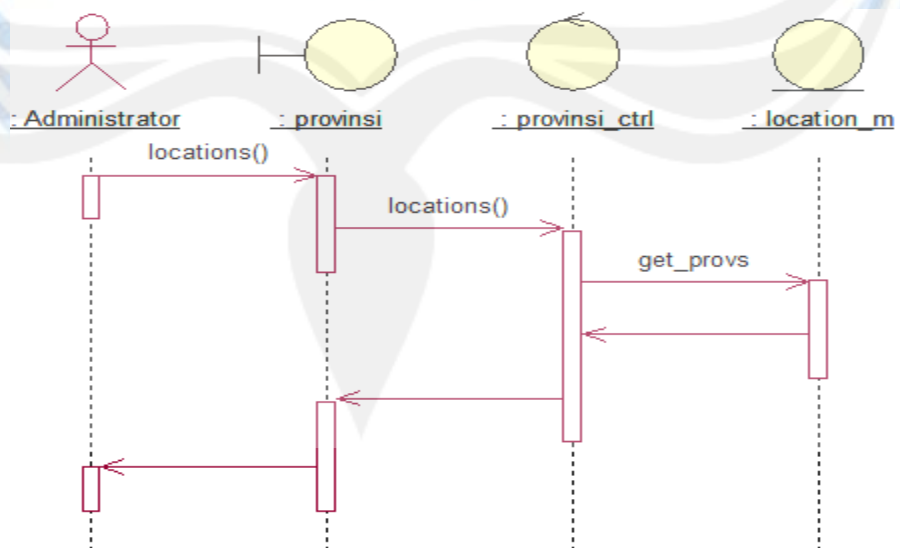 : Administrator
: provinsi
: provinsi_ctrl
: location_m
locations()
locations()
get_provs